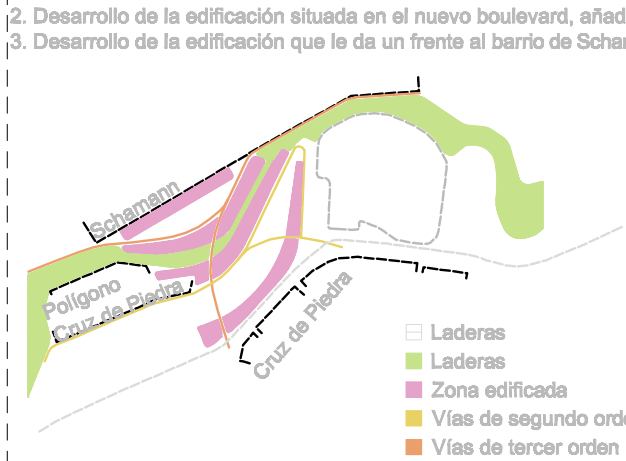 2. Desarrollo de la edificación situada en el nuevo boulevard, añad
3. Desarrollo de la edificación que le da un frente al barrio de Scha
Schamann
Polígono
Cruz de Piedra
Cruz de Piedra
Laderas
Laderas
Zona edificada
Vías de segundo orde
Vías de tercer orden